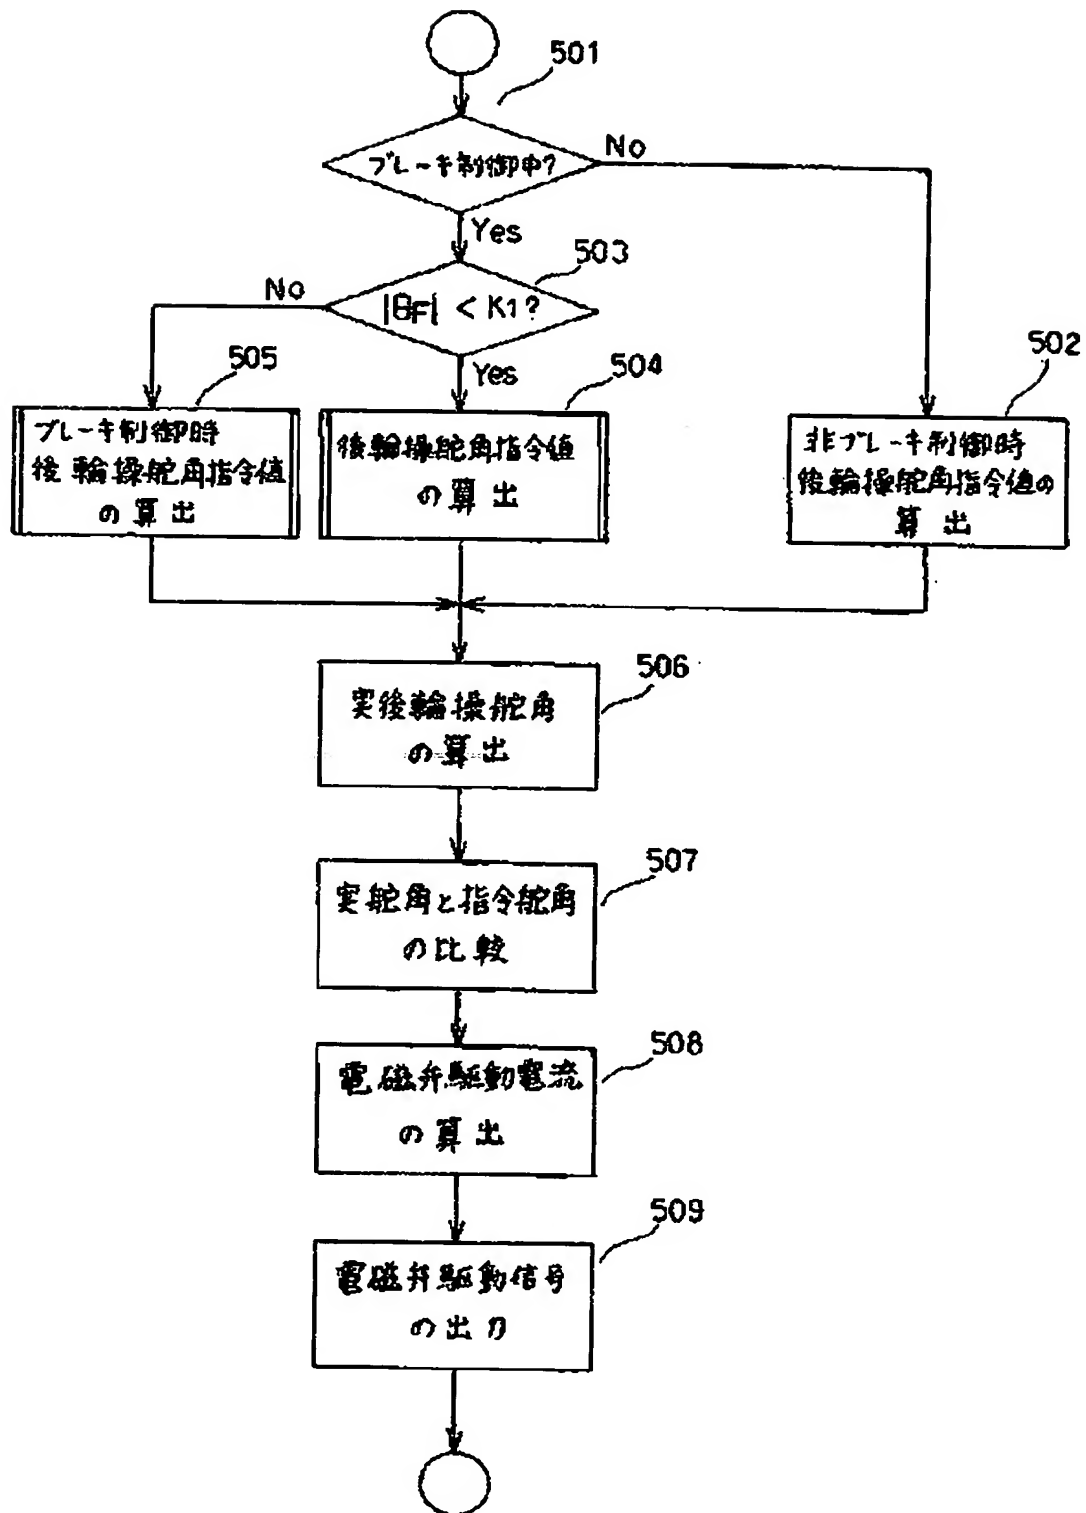 501
ブレーキ制御中?
No
Yes
503
|θF| < K1?
No
Yes
505
504
502
ブレーキ制御時
後輪操舵角指令値
の算出
後輪操舵角指令値
の算出
非ブレーキ制御時
後輪操舵角指令値の
算出
506
実後輪操舵角
の算出
507
実舵角と指令舵角
の比較
508
電磁弁駆動電流
の算出
509
電磁弁駆動信号
の出力